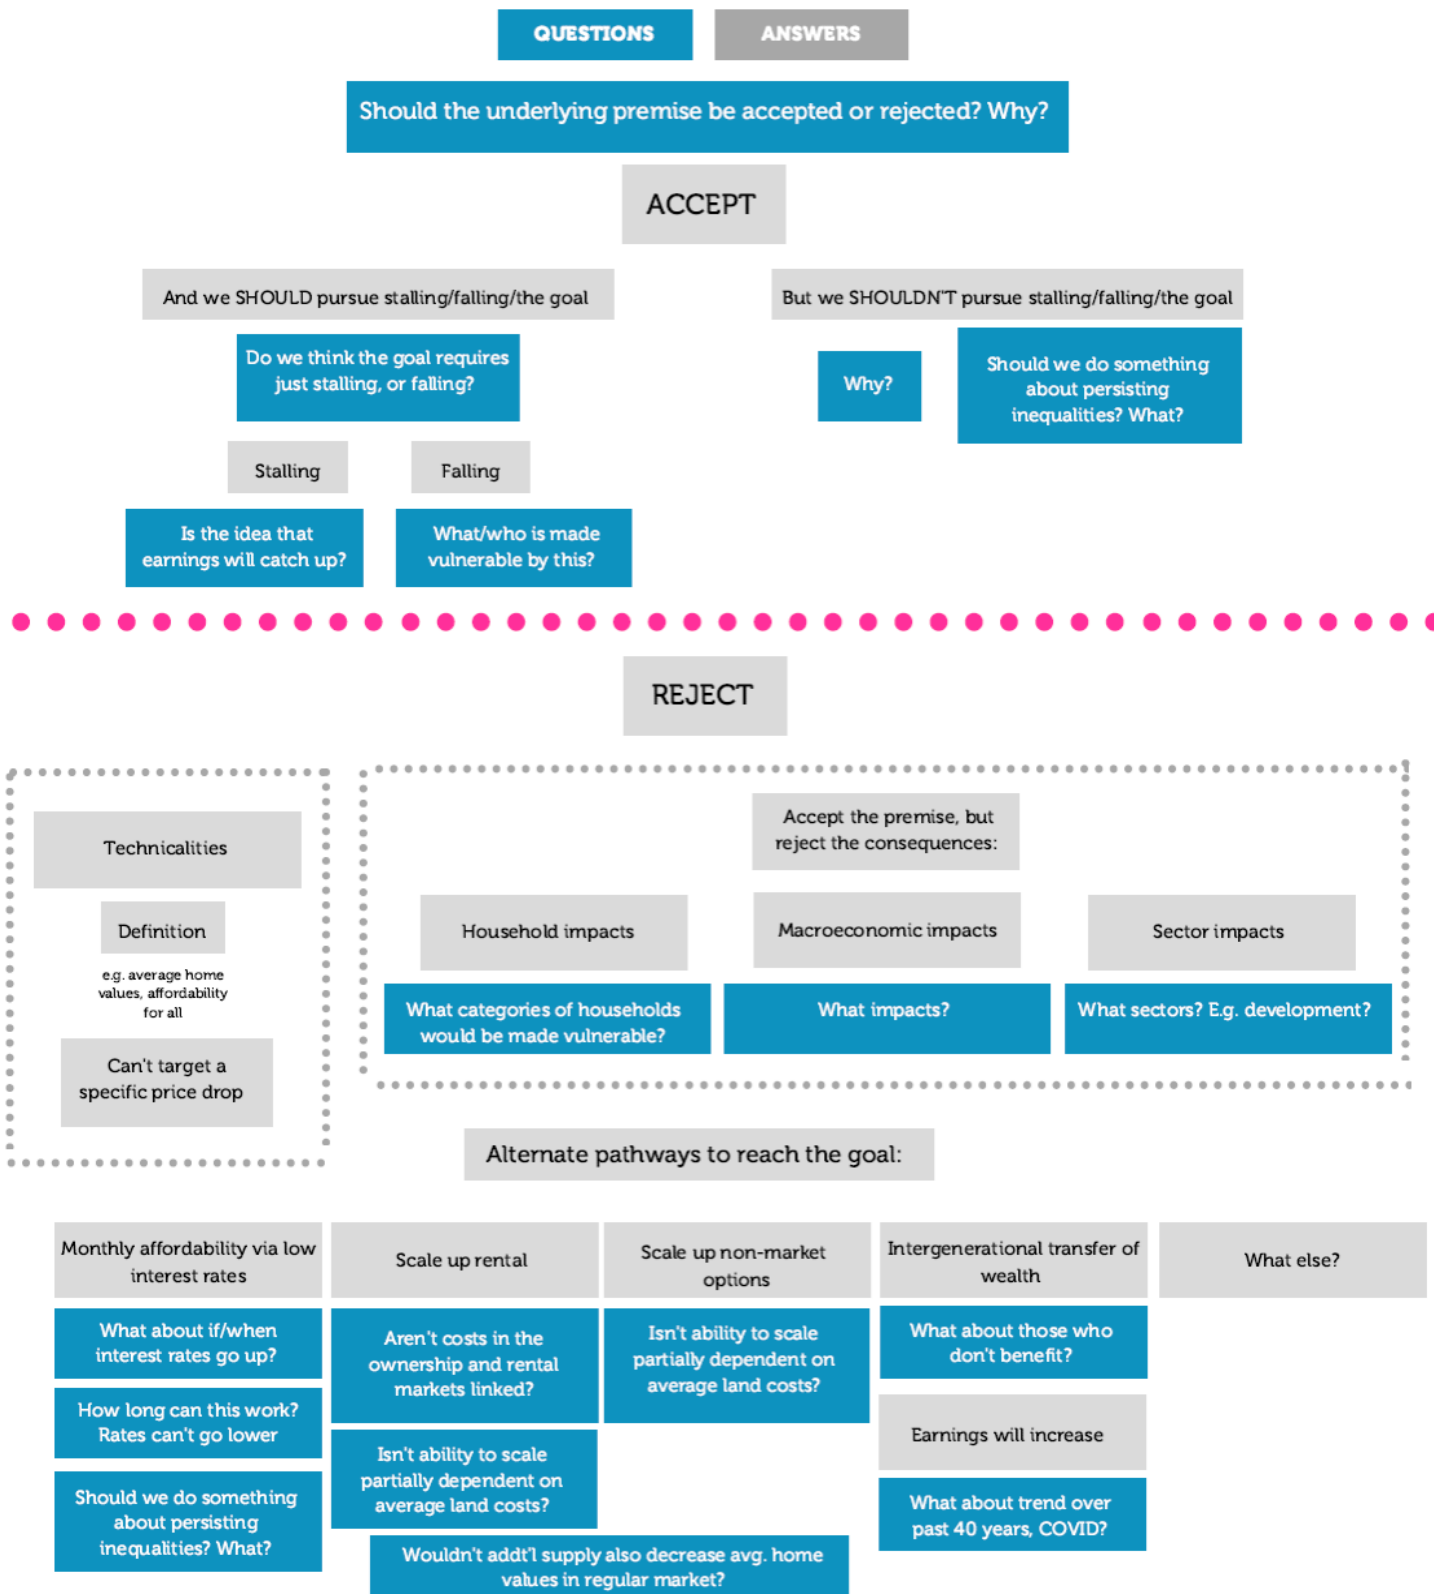 QUESTIONS
ANSWERS
Should the underlying premise be accepted or rejected? Why?
ACCEPT
And we SHOULD pursue stalling/falling/the goal
But we SHOULDN'T pursue stalling/falling/the goal
Do we think the goal requires
just stalling, or falling?
Why?
Should we do something
about persisting
inequalities? What?
Stalling
Falling
Is the idea that
earnings will catch up?
What/who is made
vulnerable by this?
REJECT
Technicalities
Definition
e.g. average home
values, affordability
for all
Can't target a
specific price drop
Accept the premise, but
reject the consequences:
Household impacts
Macroeconomic impacts
Sector impacts
What categories of households
would be made vulnerable?
What impacts?
What sectors? E.g. development?
Alternate pathways to reach the goal:
Monthly affordability via low
interest rates
What about if/when
interest rates go up?
How long can this work?
Rates can't go lower
Should we do something
about persisting
inequalities? What?
Scale up rental
Aren't costs in the
ownership and rental
markets linked?
Isn't ability to scale
partially dependent on
average land costs?
Scale up non-market
options
Isn't ability to scale
partially dependent on
average land costs?
Wouldn't addt'l supply also decrease avg. home
values in regular market?
Intergenerational transfer of
wealth
What about those who
don't benefit?
Earnings will increase
What about trend over
past 40 years, COVID?
What else?